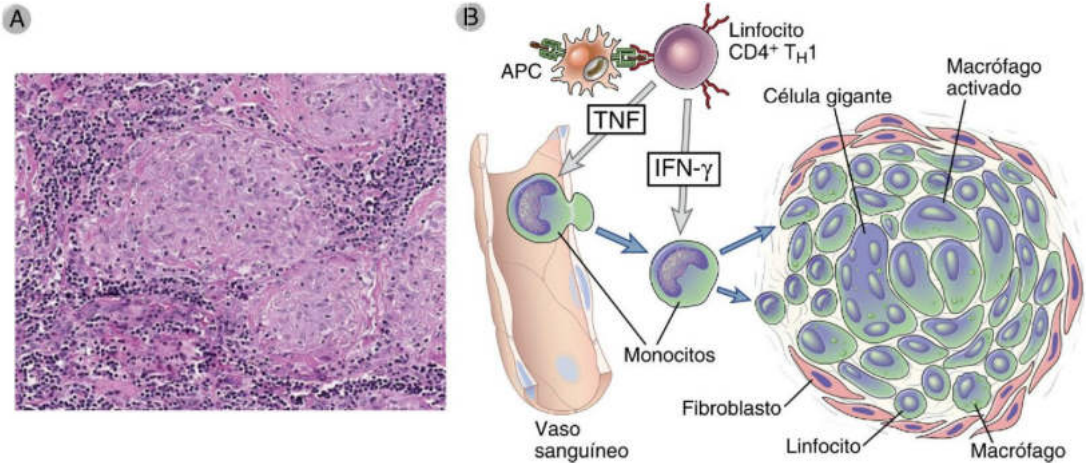 A
B
APC
Linfocito
CD4+ TH1
TNF
IFN-γ
Célula gigante
Macrófago
activado
Monocitos
Vaso
sanguíneo
Fibroblasto
Linfocito
Macrófago